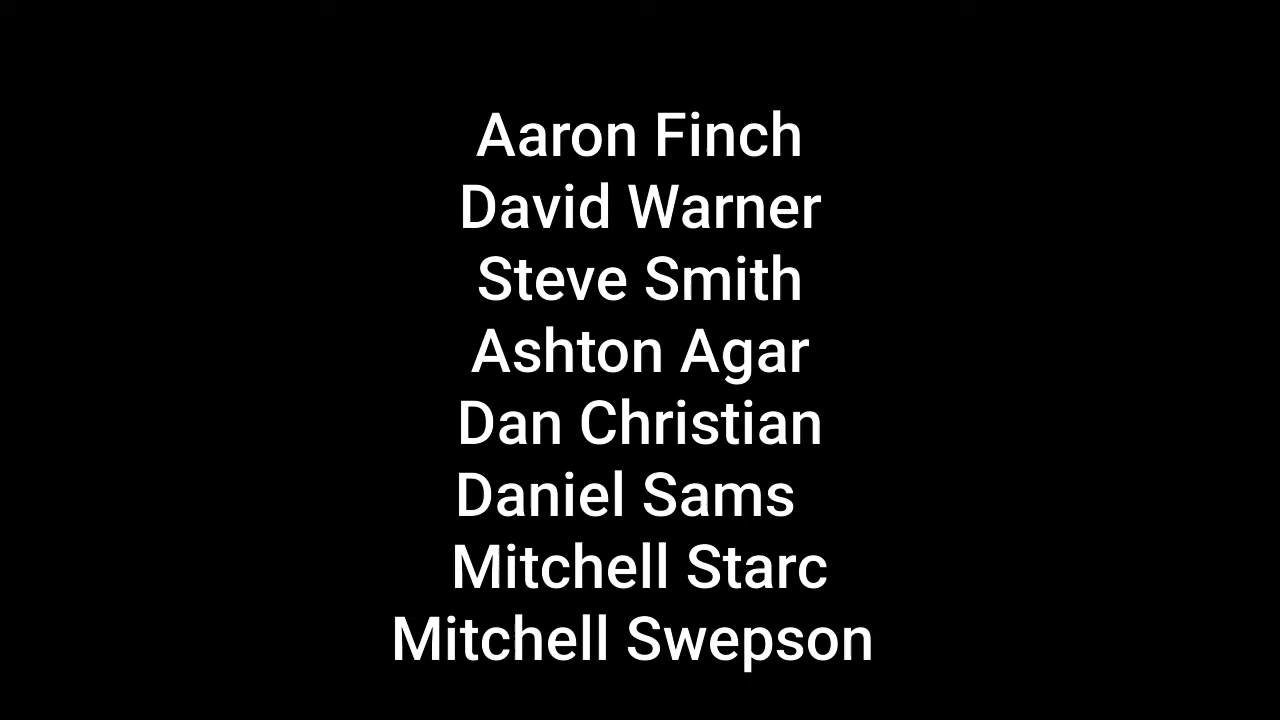 Aaron Finch
David Warner
Steve Smith
Ashton Agar
Dan Christian
Daniel Sams
Mitchell Starc
Mitchell Swepson